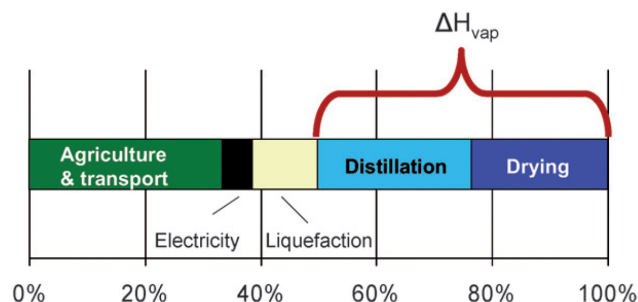 ΔHvap
Agriculture
& transport
Distillation
Drying
Electricity
Liquefaction
0%
20%
40%
60%
80%
100%